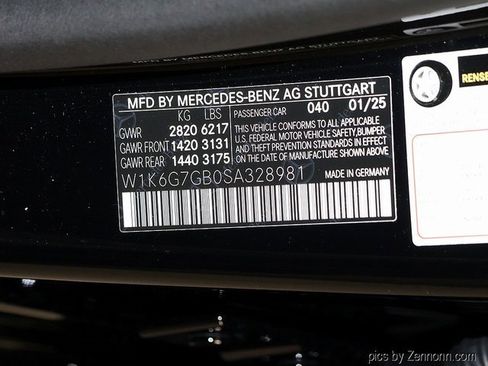 MFD BY MERCEDES-BENZ AG STUTTGART
KG LBS PASSENGER CAR 040 01/25
GVWR 2820 6217
GAWR FRONT 1420 3131
GAWR REAR 1440 3175
THIS VEHICLE CONFORMS TO ALL APPLICABLE
U.S. FEDERAL MOTOR VEHICLE SAFETY, BUMPER
AND THEFT PREVENTION STANDARDS IN EFFECT
ON THE DATE OF MANUFACTURE SHOWN ABOVE.
MADE IN GERMANY
W1K6G7GB0SA328981
RENSE
pics by Zennonn.com